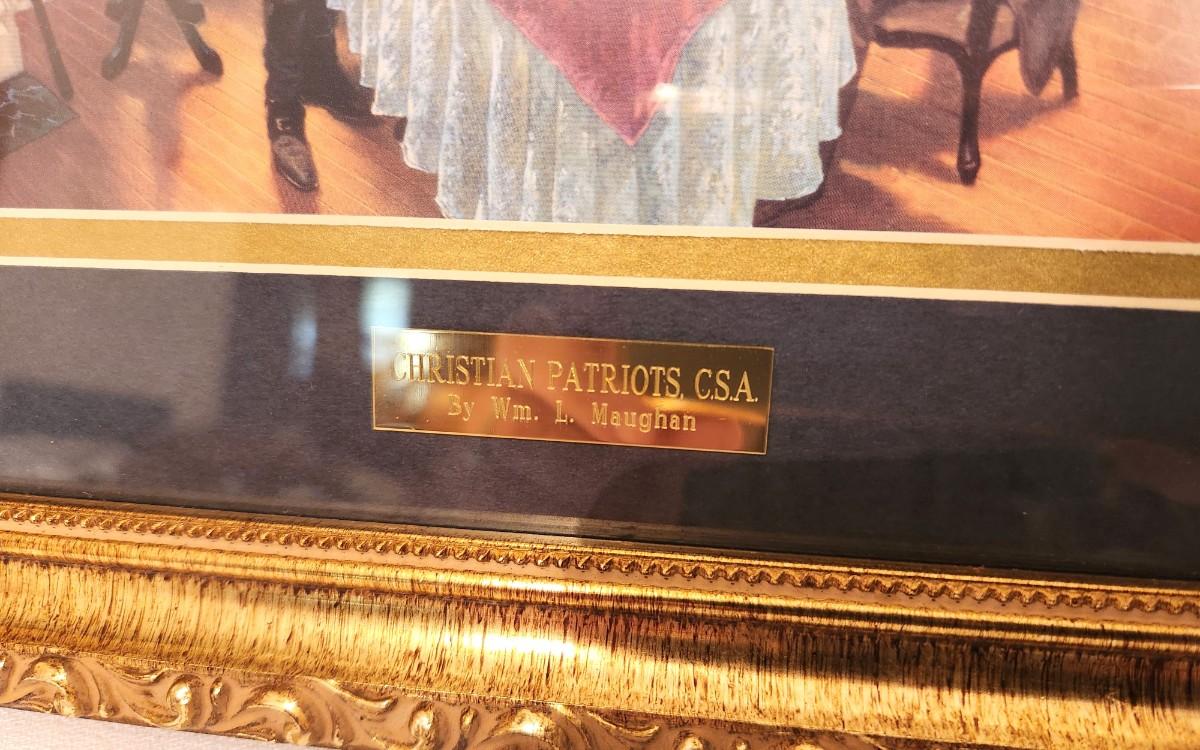 CHRISTIAN PATRIOTS, C.S.A.
By Wm. L. Maughan